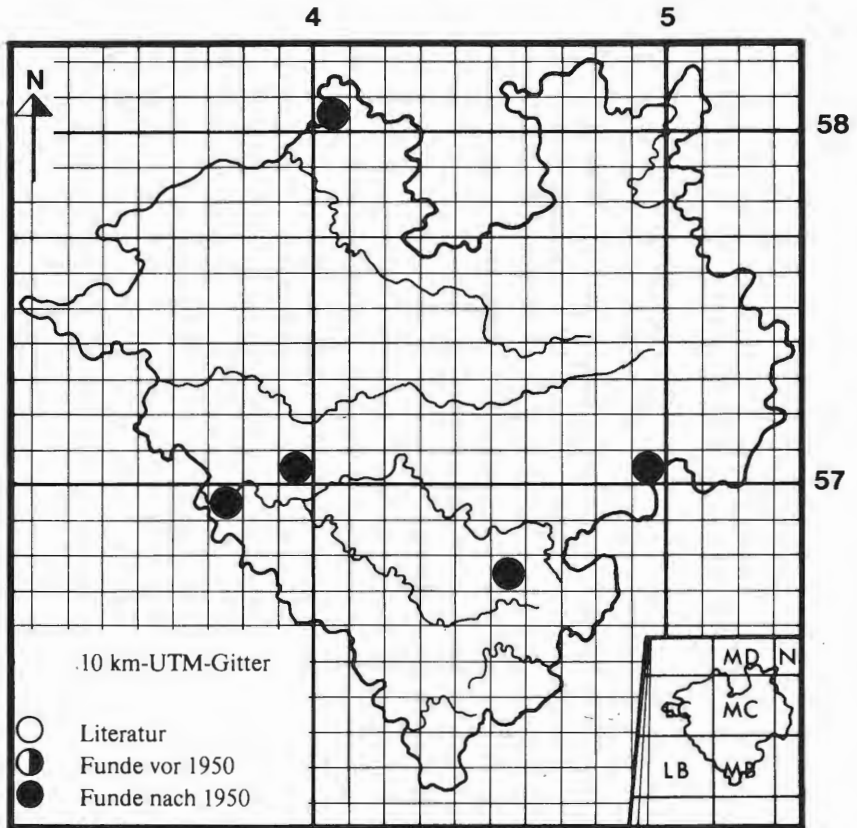 4 5
N
58
57
10 km-UTM-Gitter
Literatur
Funde vor 1950
Funde nach 1950
MD N
MC
LB MB